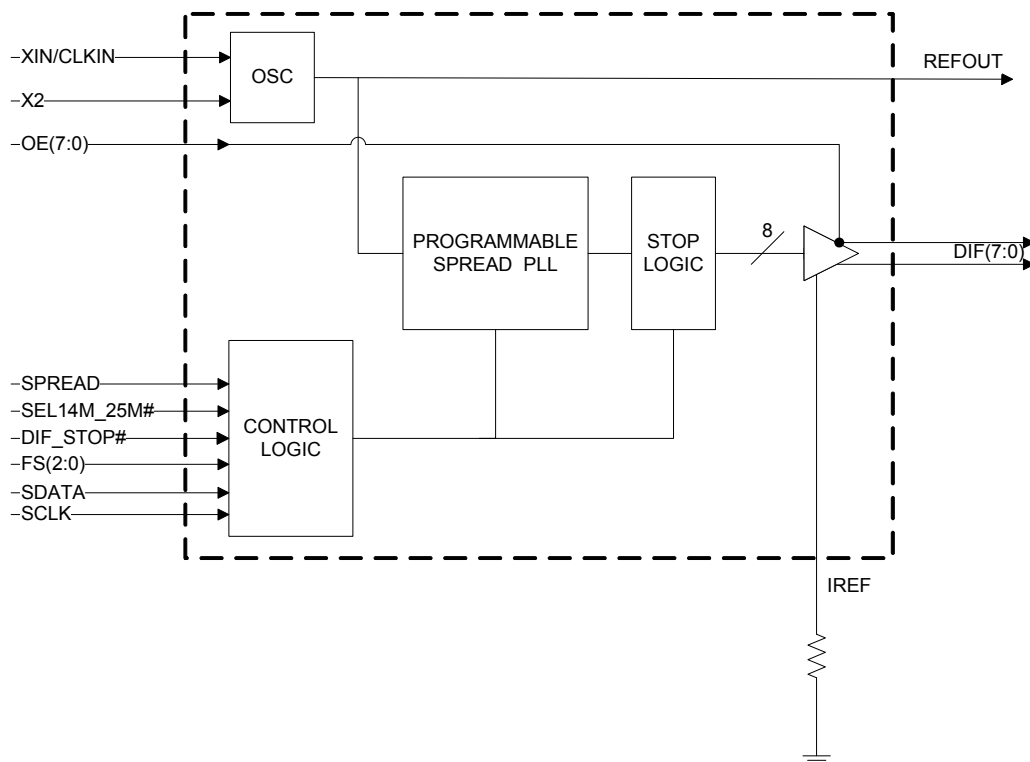 XIN/CLKIN
X2
OE(7:0)
OSC
REFOUT
PROGRAMMABLE
SPREAD PLL
STOP
LOGIC
8
DIF(7:0)
SPREAD
SEL14M_25M#
DIF_STOP#
FS(2:0)
SDATA
SCLK
CONTROL
LOGIC
IREF